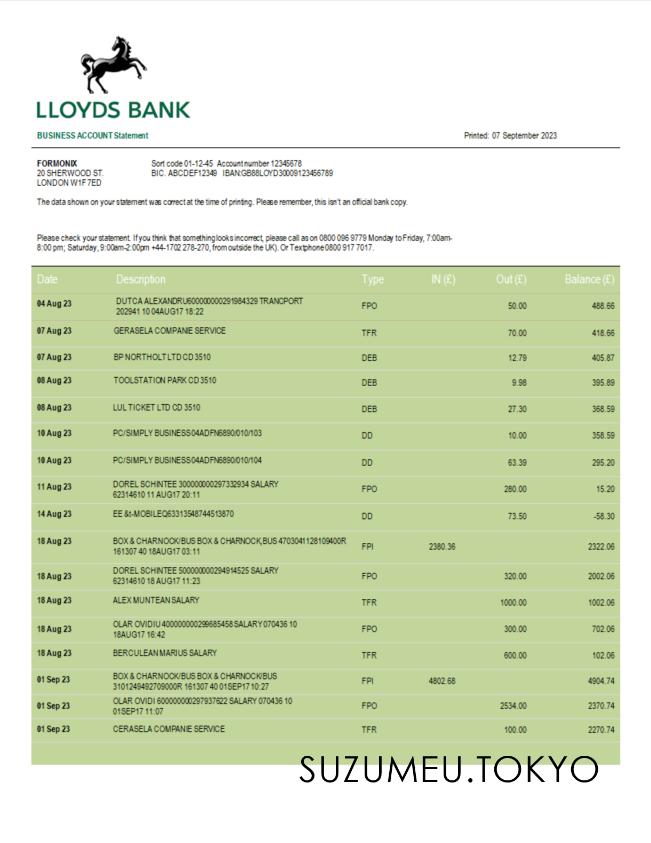 LLOYDS BANK
BUSINESS ACCOUNT Statement Printed: 07 September 2023
FORMONIX Sort code 01-12-45 Account number 12345678
20 SHERWOOD ST. BIC. ABCDEF12349 IBAN:GB88LOYD30009123456789
LONDON W1F 7ED
The data shown on your statement was correct at the time of printing. Please remember, this isn't an official bank copy.
Please check your statement. If you think that something looks incorrect, please call as on 0800 096 9779 Monday to Friday, 7:00am-
8:00 pm; Saturday, 9:00am-2:00pm +44-1702 278-270, from outside the UK). Or Textphone 0800 917 7017.
Date Description Type IN (£) Out (£) Balance (£)
04 Aug 23 DUTCA ALEXANDRU600000000291984329 TRANCPORT FPO 50.00 488.66
202941 10 04AUG17 18:22
07 Aug 23 GERASELA COMPANIE SERVICE TFR 70.00 418.66
07 Aug 23 BP NORTHOLT LTD CD 3510 DEB 12.79 405.87
08 Aug 23 TOOLSTATION PARK CD 3510 DEB 9.98 395.89
08 Aug 23 LUL TICKET LTD CD 3510 DEB 27.30 368.59
10 Aug 23 PC/SIMPLY BUSINESS04ADFN6890/010/103 DD 10.00 358.59
10 Aug 23 PC/SIMPLY BUSINESS04ADFN6890/010/104 DD 63.39 295.20
11 Aug 23 DOREL SCHINTEE 300000000297332934 SALARY FPO 280.00 15.20
62314610 11 AUG17 20:11
14 Aug 23 EE &t-MOBILEQ63313548744513870 DD 73.50 -58.30
18 Aug 23 BOX & CHARNOCK/BUS BOX & CHARNOCK,BUS 4703041128109400R FPI 2380.36 2322.06
161307 40 18AUG17 03:11
18 Aug 23 DOREL SCHINTEE 500000000294914525 SALARY FPO 320.00 2002.06
62314610 18 AUG17 11:23
18 Aug 23 ALEX MUNTEAN SALARY TFR 1000.00 1002.06
18 Aug 23 OLAR OVIDIU 400000000299685458 SALARY 070436 10 FPO 300.00 702.06
18AUG17 16:42
18 Aug 23 BERCULEAN MARIUS SALARY TFR 600.00 102.06
01 Sep 23 BOX & CHARNOCK/BUS BOX & CHARNOCK/BUS FPI 4802.68 4904.74
3101249492709000R 161307 40 01SEP17 10:27
01 Sep 23 OLAR OVIDI 600000000297937622 SALARY 070436 10 FPO 2534.00 2370.74
01SEP17 11:07
01 Sep 23 CERASELA COMPANIE SERVICE TFR 100.00 2270.74
SUZUMEU.TOKYO